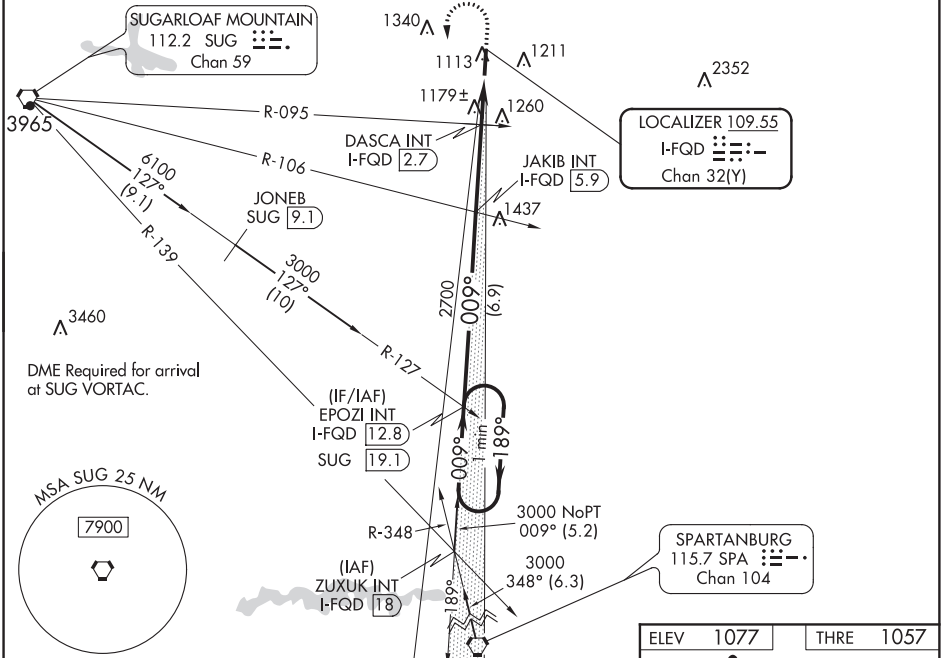 SUGARLOAF MOUNTAIN
112.2 SUG
Chan 59
3965
1340
1113
1211
2352
1179±
1260
R-095
DASCA INT
I-FQD 2.7
LOCALIZER 109.55
I-FQD
Chan 32(Y)
R-106
JAKIB INT
I-FQD 5.9
1437
6100
127°
(9.1)
JONEB
SUG 9.1
R-139
3000
127°
(10)
2700
009°
(6.9)
3460
R-127
DME Required for arrival
at SUG VORTAC.
(IF/IAF)
EPOZI INT
I-FQD 12.8
SUG 19.1
009°
1 min
189°
MSA SUG 25 NM
7900
R-348
3000 NoPT
009° (5.2)
(IAF)
ZUXUK INT
I-FQD 18
189°
3000
348° (6.3)
SPARTANBURG
115.7 SPA
Chan 104
ELEV 1077
THRE 1057